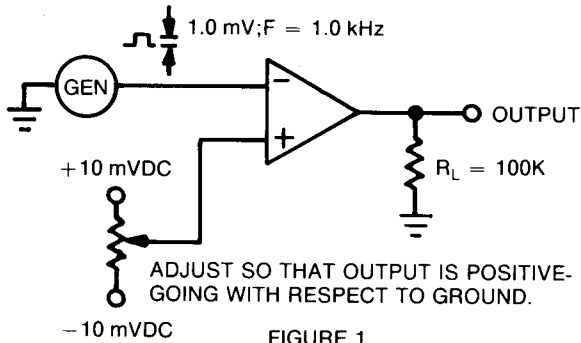 1.0 mV;F = 1.0 kHz
GEN
−
+
OUTPUT
+10 mVDC
R_L = 100K
ADJUST SO THAT OUTPUT IS POSITIVE-
GOING WITH RESPECT TO GROUND.
−10 mVDC
FIGURE 1